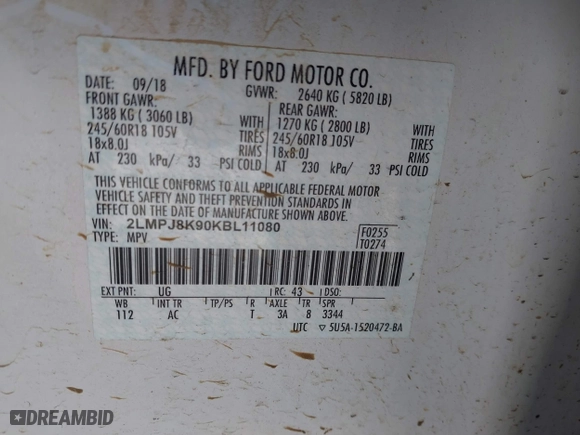 MFD. BY FORD MOTOR CO.
DATE: 09/18 GVWR: 2640 KG ( 5820 LB)
FRONT GAWR: REAR GAWR:
1388 KG ( 3060 LB) WITH 1270 KG ( 2800 LB) WITH
245/60R18 105V TIRES 245/60R18 105V TIRES
18x8.0J RIMS 18x8.0J RIMS
AT 230 kPa/ 33 PSI COLD AT 230 kPa/ 33 PSI COLD
THIS VEHICLE CONFORMS TO ALL APPLICABLE FEDERAL MOTOR
VEHICLE SAFETY AND THEFT PREVENTION STANDARDS IN
EFFECT ON THE DATE OF MANUFACTURE SHOWN ABOVE.
VIN: 2LMPJ8K90KBL11080 F0255
TYPE: MPV T0274
EXT PNT: UG RC: 43 DSO:
WB INT TR TP/PS R AXLE TR SPR
112 AC T 3A 8 3344
UTC ▽ 5U5A-1520472-BA
DREAMBID